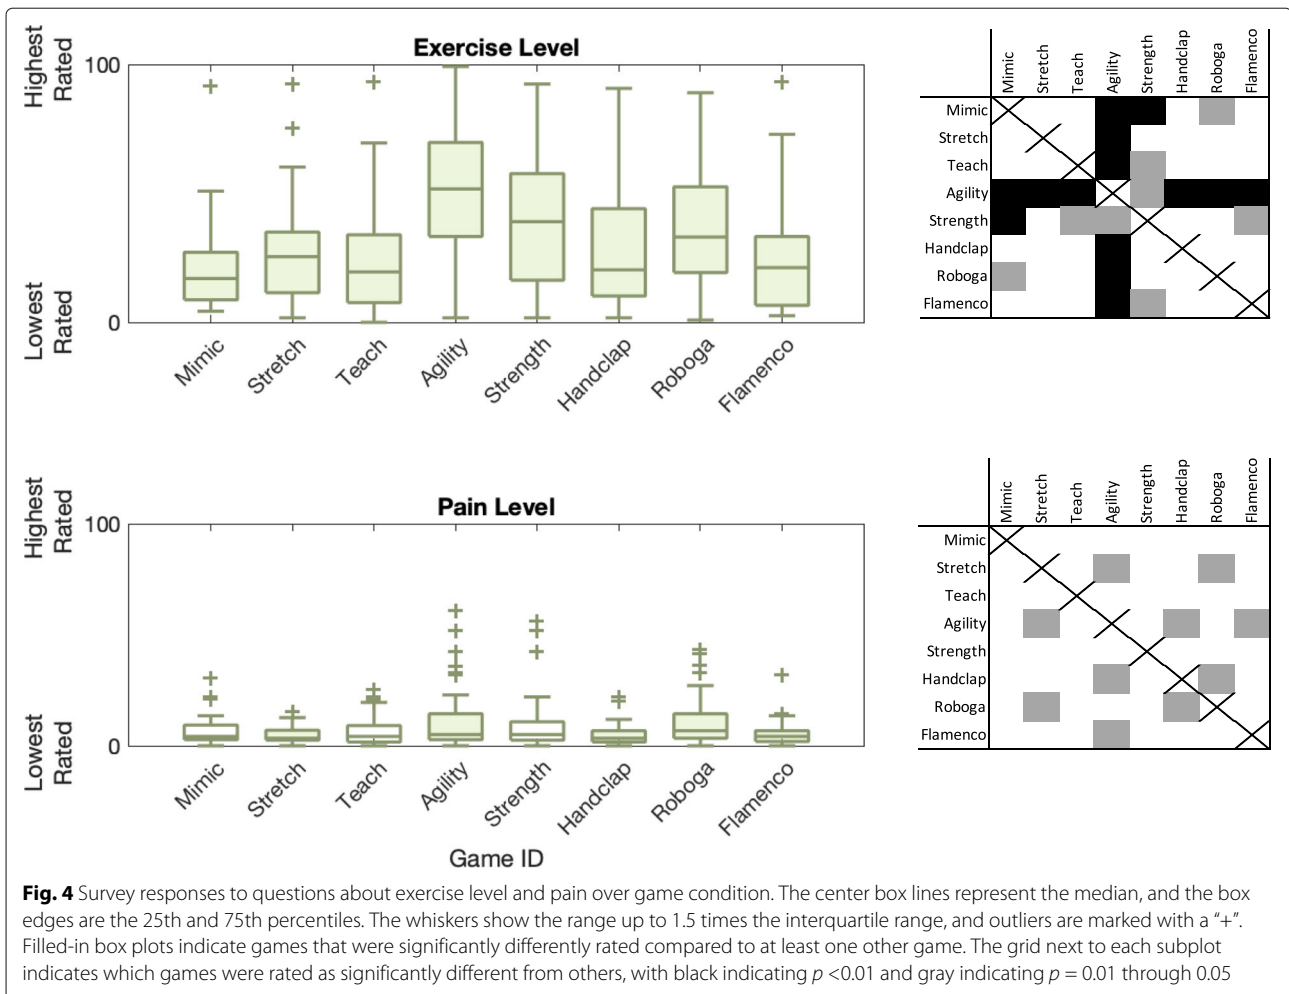 Exercise Level
Highest
Rated
100
Lowest
Rated
0
Mimic
Stretch
Teach
Agility
Strength
Handclap
Roboga
Flamenco
Mimic
Stretch
Teach
Agility
Strength
Handclap
Roboga
Flamenco
Mimic
Stretch
Teach
Agility
Strength
Handclap
Roboga
Flamenco
Pain Level
Highest
Rated
100
Lowest
Rated
0
Mimic
Stretch
Teach
Agility
Strength
Handclap
Roboga
Flamenco
Game ID
Mimic
Stretch
Teach
Agility
Strength
Handclap
Roboga
Flamenco
Mimic
Stretch
Teach
Agility
Strength
Handclap
Roboga
Flamenco
Fig. 4 Survey responses to questions about exercise level and pain over game condition. The center box lines represent the median, and the box
edges are the 25th and 75th percentiles. The whiskers show the range up to 1.5 times the interquartile range, and outliers are marked with a “+”.
Filled-in box plots indicate games that were significantly differently rated compared to at least one other game. The grid next to each subplot
indicates which games were rated as significantly different from others, with black indicating p <0.01 and gray indicating p = 0.01 through 0.05